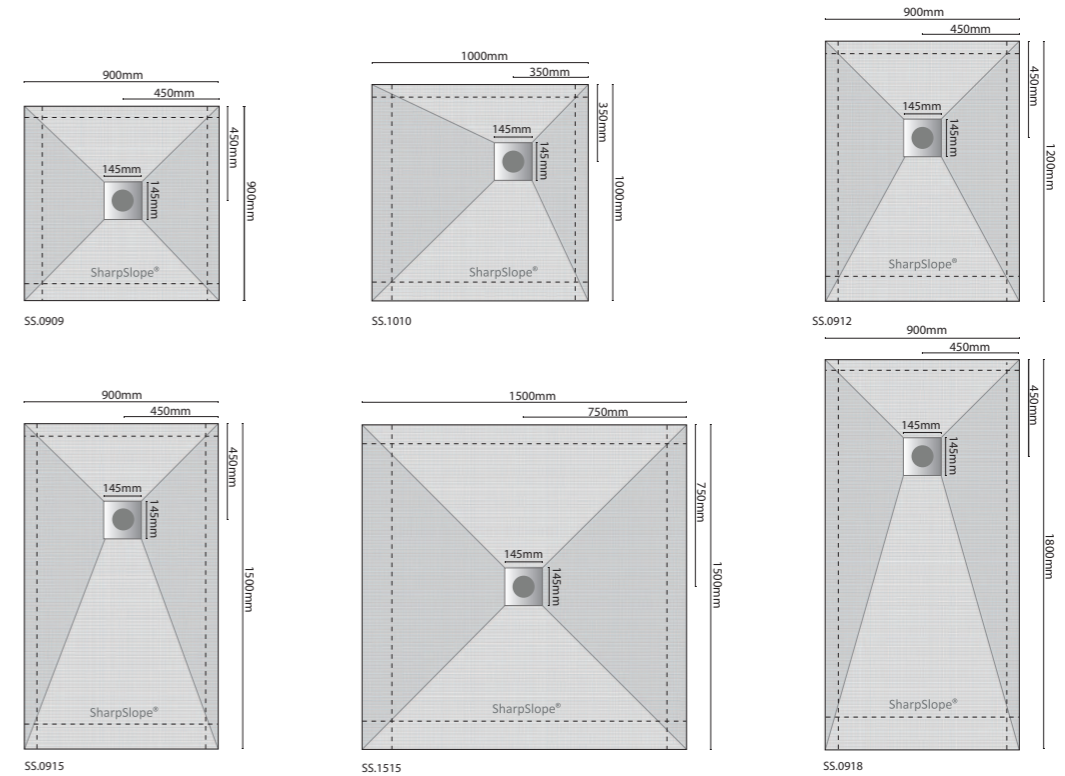 900mm
450mm
450mm
900mm
145mm
145mm
SharpSlope®
SS.0909
1000mm
350mm
350mm
1000mm
145mm
145mm
SharpSlope®
SS.1010
900mm
450mm
450mm
1200mm
145mm
145mm
SharpSlope®
SS.0912
900mm
450mm
450mm
1500mm
145mm
145mm
SharpSlope®
SS.0915
1500mm
750mm
750mm
1500mm
145mm
145mm
SharpSlope®
SS.1515
900mm
450mm
450mm
1800mm
145mm
145mm
SharpSlope®
SS.0918